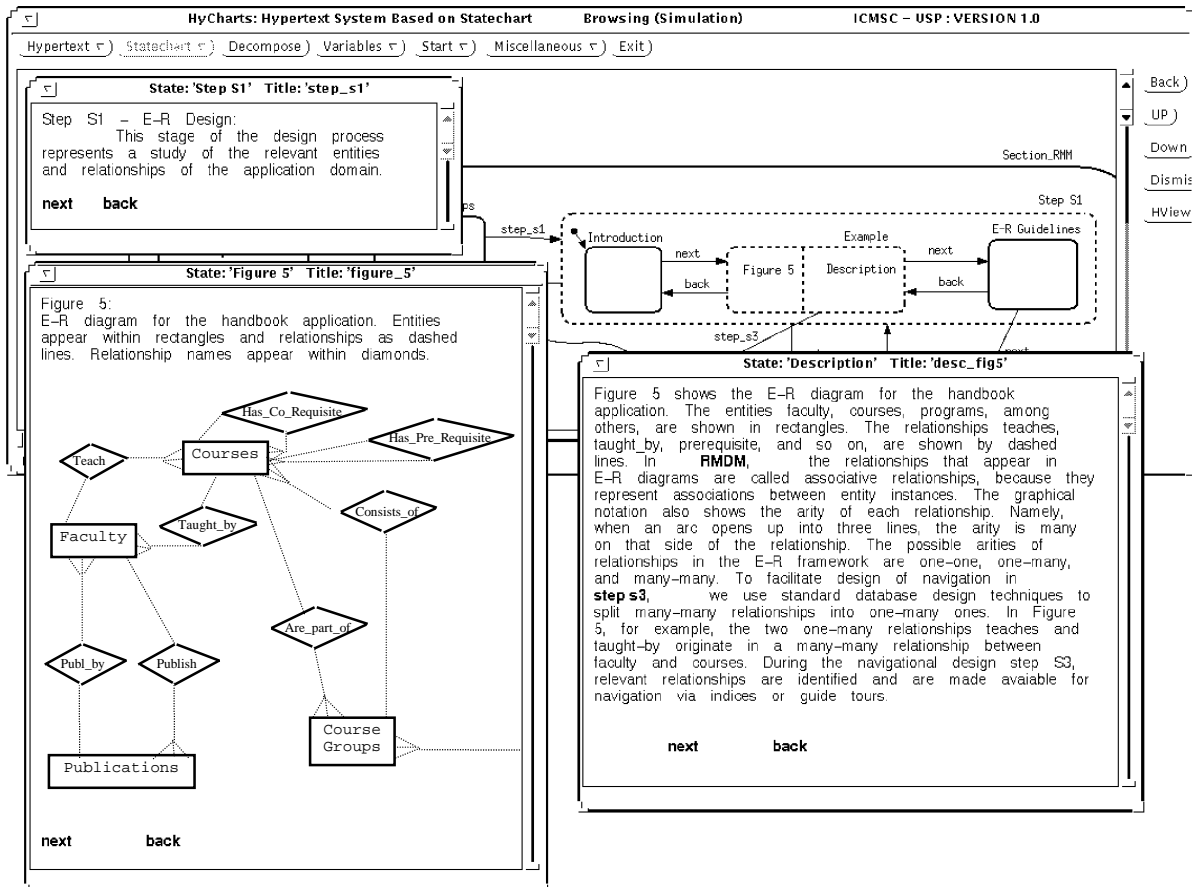 HyCharts: Hypertext System Based on Statechart Browsing (Simulation) ICMSC – USP : VERSION 1.0
Hypertext Statechart Decompose Variables Start Miscellaneous Exit
State: 'Step S1' Title: 'step_s1'
Step S1 – E–R Design:
This stage of the design process
represents a study of the relevant entities
and relationships of the application domain.
next back
Back
UP
Down
Dismis
HView
Section_RMM
ps
step_s1
Step S1
Introduction
next
back
Example
Figure 5
Description
next
back
E-R Guidelines
step_s3
next
State: 'Figure 5' Title: 'figure_5'
Figure 5:
E–R diagram for the handbook application. Entities
appear within rectangles and relationships as dashed
lines. Relationship names appear within diamonds.
Has_Co_Requisite
Has_Pre_Requisite
Courses
Teach
Consists_of
Taught_by
Faculty
Are_part_of
Publ_by
Publish
Course
Groups
Publications
next back
State: 'Description' Title: 'desc_fig5'
Figure 5 shows the E–R diagram for the handbook
application. The entities faculty, courses, programs, among
others, are shown in rectangles. The relationships teaches,
taught_by, prerequisite, and so on, are shown by dashed
lines. In RMDM, the relationships that appear in
E–R diagrams are called associative relationships, because they
represent associations between entity instances. The graphical
notation also shows the arity of each relationship. Namely,
when an arc opens up into three lines, the arity is many
on that side of the relationship. The possible arities of
relationships in the E–R framework are one–one, one–many,
and many–many. To facilitate design of navigation in
step s3, we use standard database design techniques to
split many–many relationships into one–many ones. In Figure
5, for example, the two one–many relationships teaches and
taught–by originate in a many–many relationship between
faculty and courses. During the navigational design step S3,
relevant relationships are identified and are made avaiable for
navigation via indices or guide tours.
next back